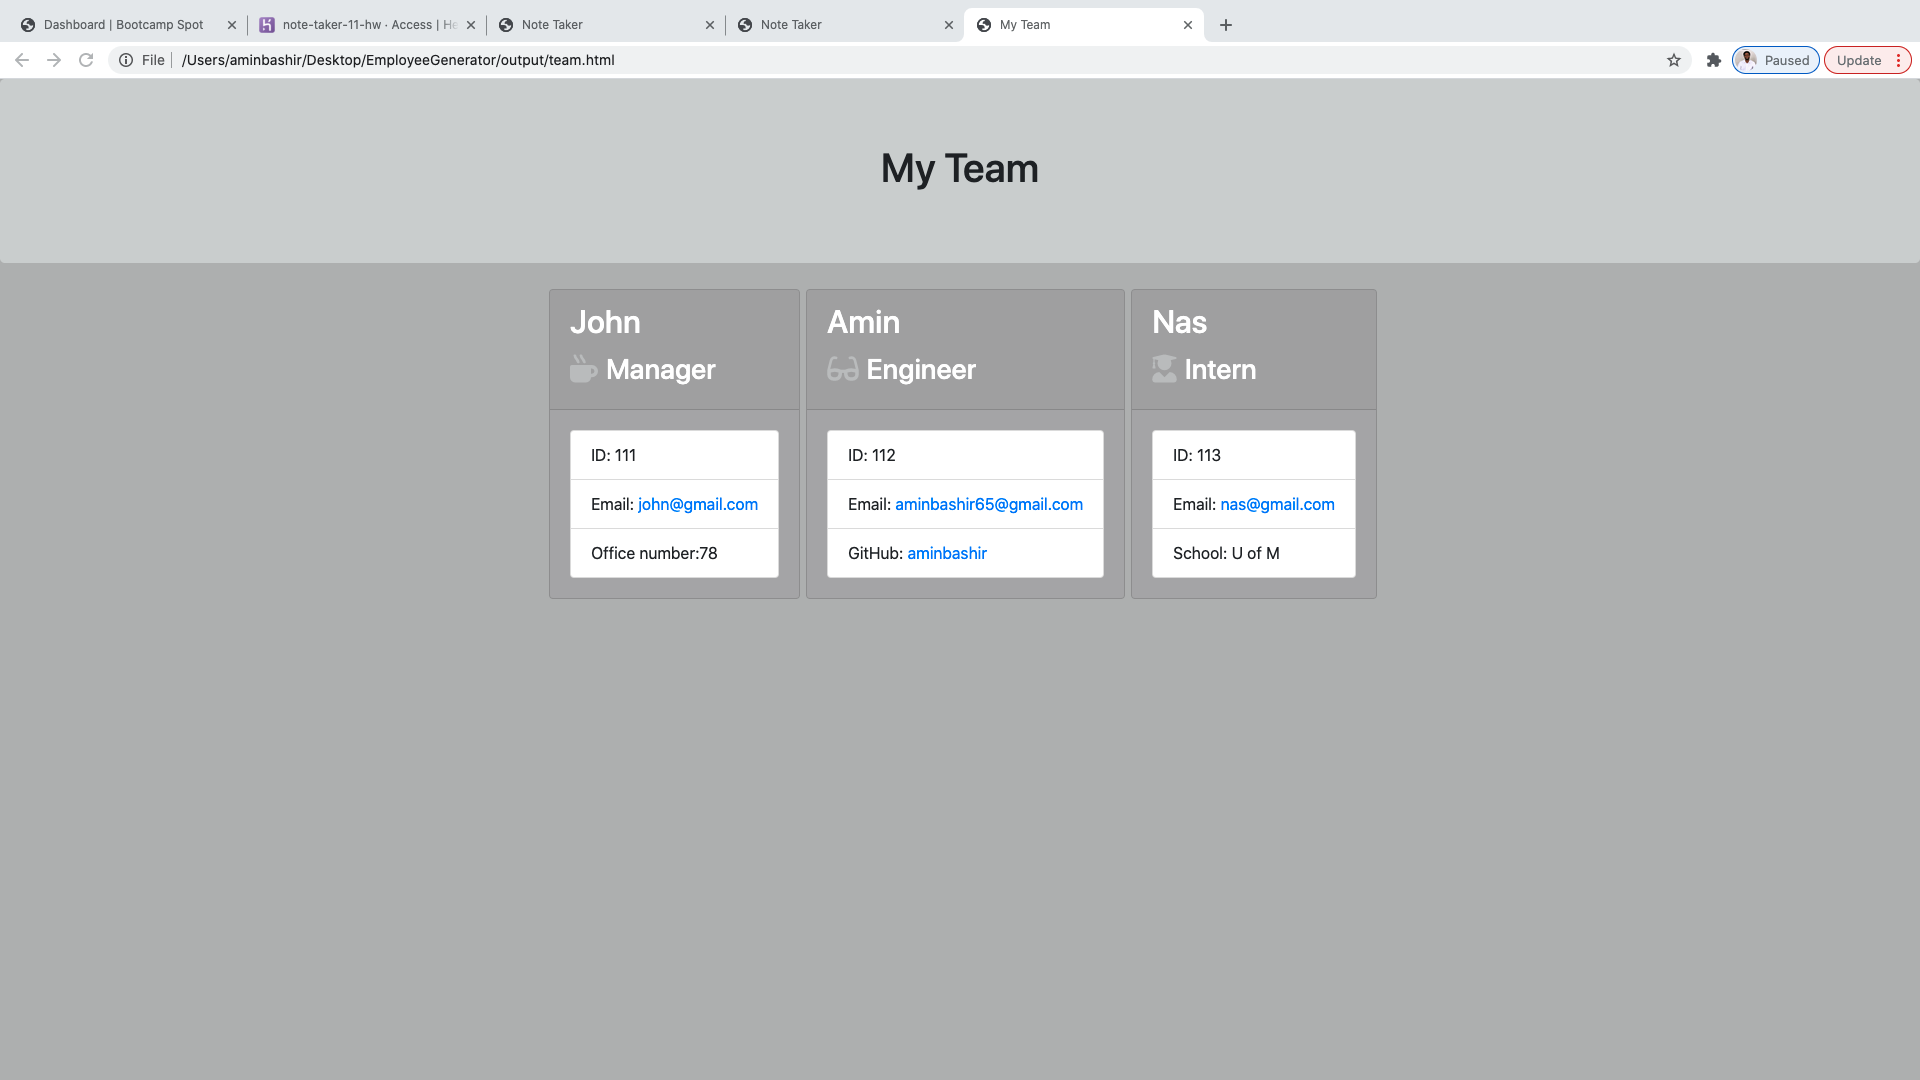 Dashboard | Bootcamp Spot
note-taker-11-hw · Access | He
Note Taker
Note Taker
My Team
File
/Users/aminbashir/Desktop/EmployeeGenerator/output/team.html
Paused
Update
My Team
John
Manager
ID: 111
Email: john@gmail.com
Office number:78
Amin
Engineer
ID: 112
Email: aminbashir65@gmail.com
GitHub: aminbashir
Nas
Intern
ID: 113
Email: nas@gmail.com
School: U of M